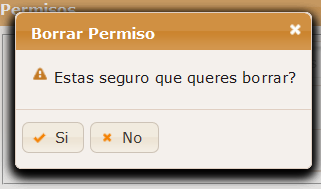 Permisos
Borrar Permiso
Estas seguro que queres borrar?
Si
No